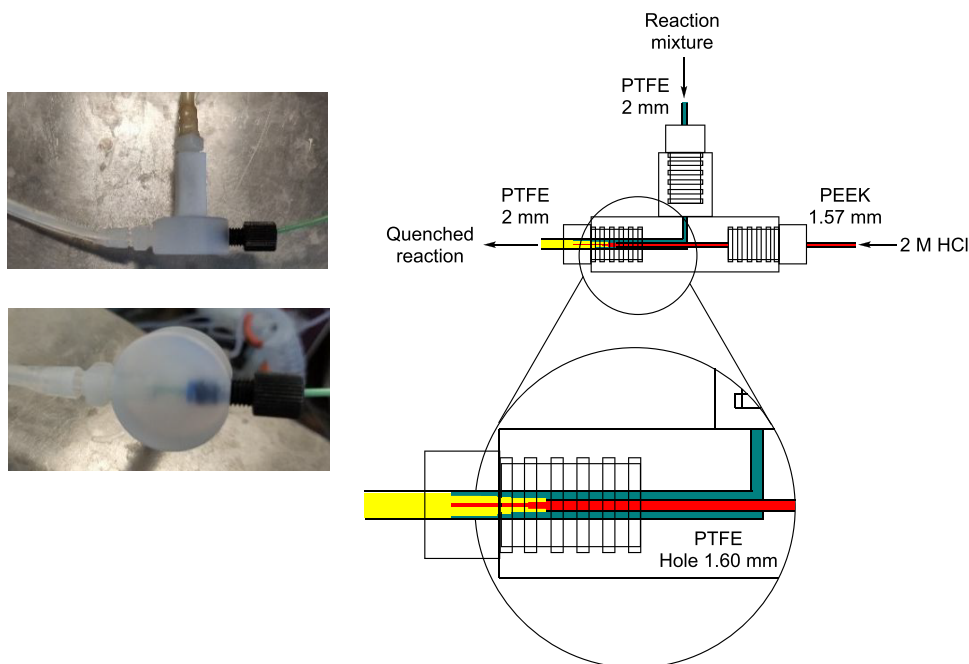 Reaction
mixture
PTFE
2 mm
PTFE
2 mm
PEEK
1.57 mm
Quenched
reaction
2 M HCl
PTFE
Hole 1.60 mm